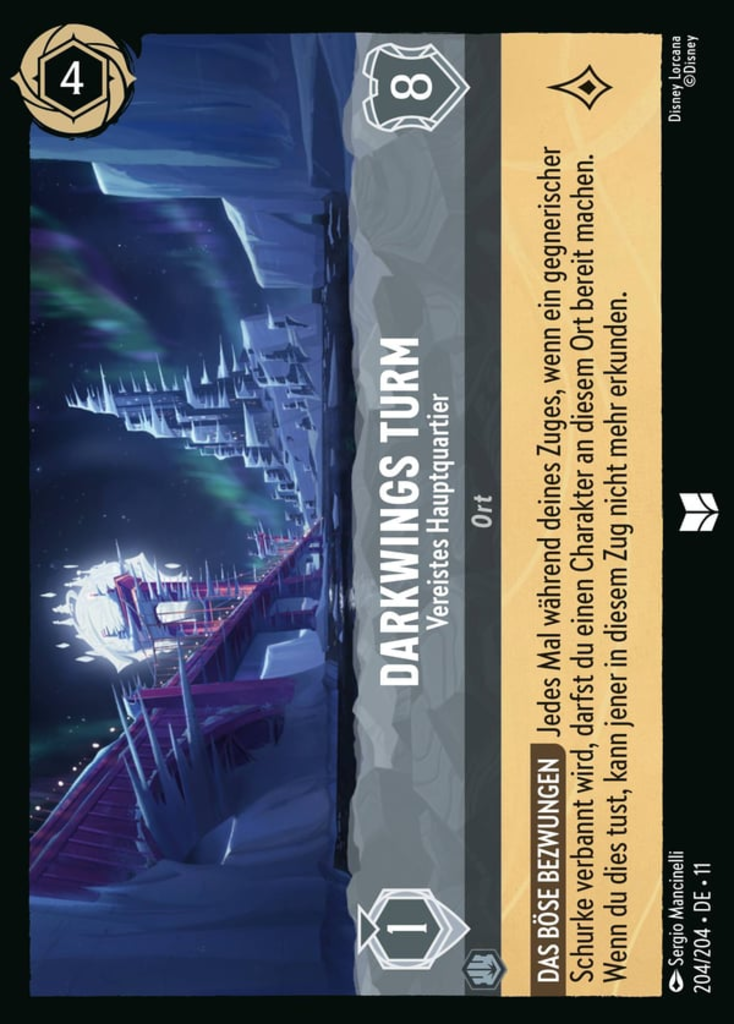 4
1
DARKWINGS TURM
8
Vereistes Hauptquartier
Ort
DAS BÖSE BEZWUNGEN Jedes Mal während deines Zuges, wenn ein gegnerischer
Schurke verbannt wird, darfst du einen Charakter an diesem Ort bereit machen.
Wenn du dies tust, kann jener in diesem Zug nicht mehr erkunden.
Sergio Mancinelli
204/204 • DE • 11
Disney Lorcana
©Disney